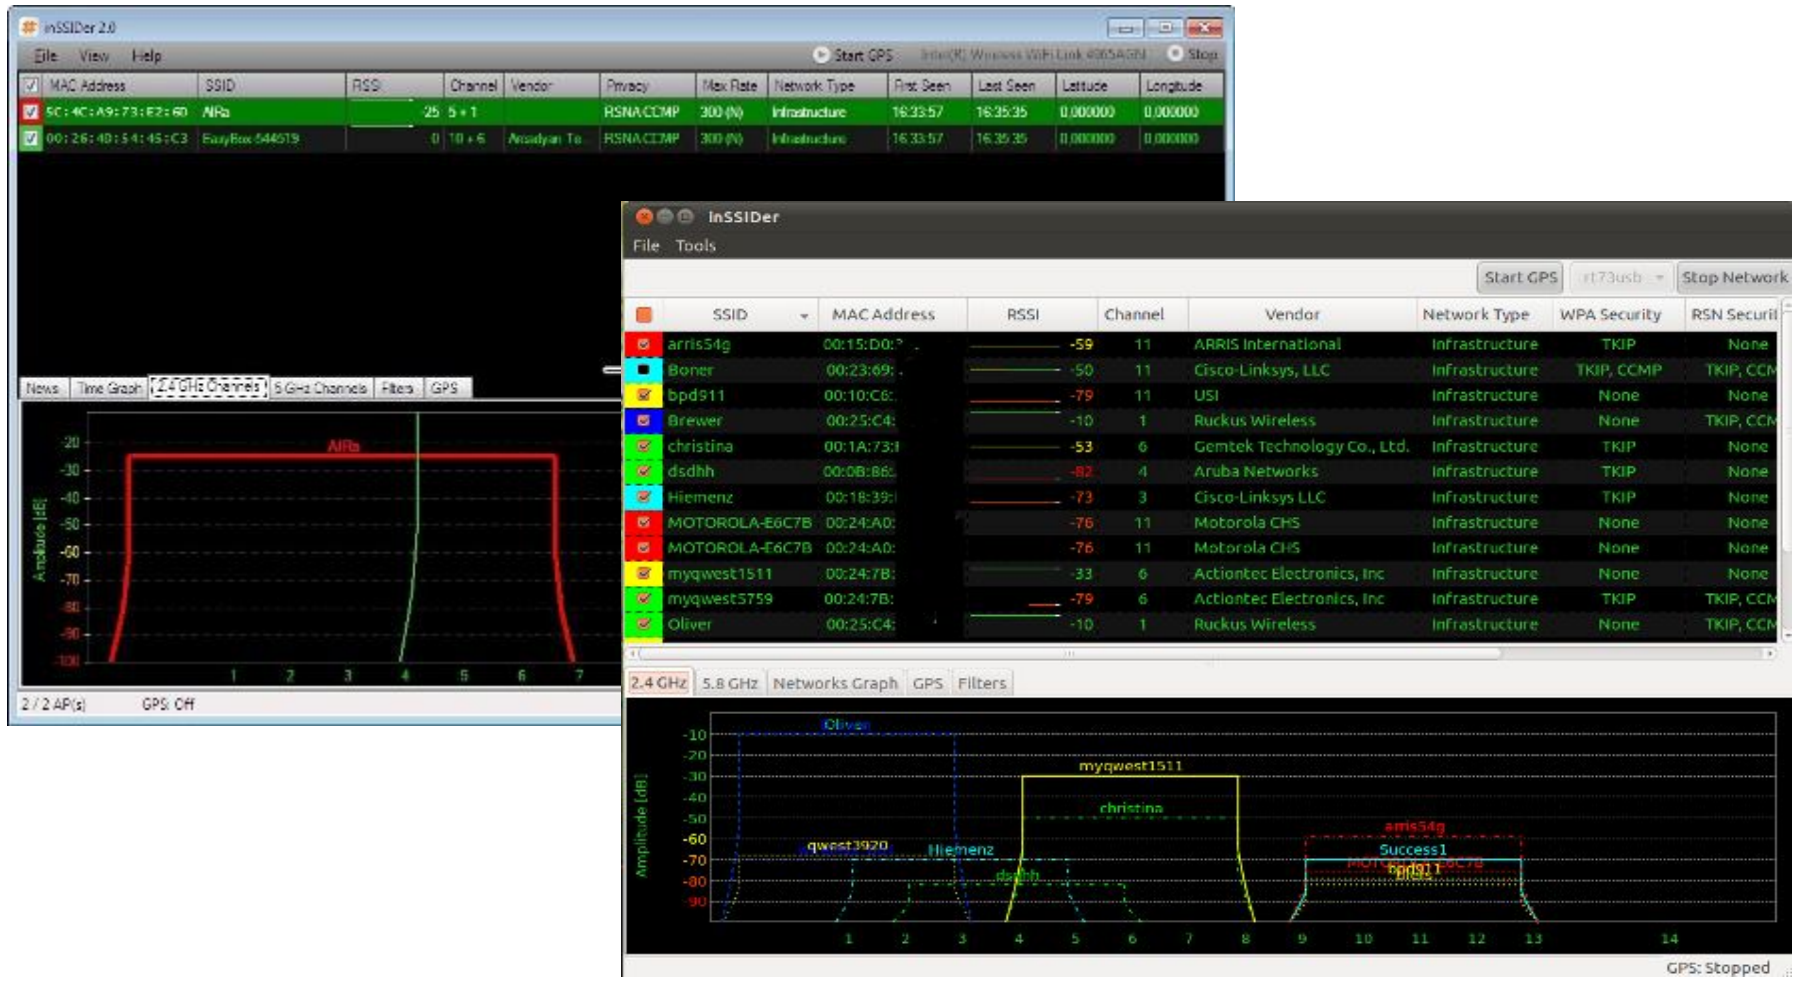 inSSIDer 2.0
File View Help Start GPS Intel(R) Wireless WiFi Link 4965AGN Stop
MAC Address SSID RSSI Channel Vendor Privacy Max Rate Network Type First Seen Last Seen Latitude Longitude
5C:4C:A9:73:E2:6D AIRa -25 5 + 1 RSNA-CCMP 300 (N) Infrastructure 16:33:57 16:35:35 0,000000 0,000000
00:26:4D:54:45:C3 EasyBox-544519 0 10 + 6 Arcadyan Te... RSNA-CCMP 300 (N) Infrastructure 16:33:57 16:35:35 0,000000 0,000000
News Time Graph 2.4 GHz Channels 5 GHz Channels Filters GPS
AIRa
Amplitude [dB]
-20
-30
-40
-50
-60
-70
-80
-90
-100
1 2 3 4 5 6 7
2 / 2 AP(s) GPS: Off
inSSIDer
File Tools
Start GPS rt73usb Stop Network
SSID MAC Address RSSI Channel Vendor Network Type WPA Security RSN Securit
arris54g 00:15:D0: -59 11 ARRIS International Infrastructure TKIP None
Boner 00:23:69: -50 11 Cisco-Linksys, LLC Infrastructure TKIP, CCMP TKIP, CCM
bpd911 00:10:C6: -79 11 USI Infrastructure None None
Brewer 00:25:C4: -10 1 Ruckus Wireless Infrastructure None TKIP, CCM
christina 00:1A:73: -53 6 Gemtek Technology Co., Ltd. Infrastructure TKIP None
dsdhh 00:0B:86: -82 4 Aruba Networks Infrastructure TKIP None
Hiemenz 00:18:39: -73 3 Cisco-Linksys LLC Infrastructure TKIP None
MOTOROLA-E6C7B 00:24:A0: -76 11 Motorola CHS Infrastructure None None
MOTOROLA-E6C7B 00:24:A0: -76 11 Motorola CHS Infrastructure None None
myqwest1511 00:24:7B: -33 6 Actiontec Electronics, Inc Infrastructure None None
myqwest5759 00:24:7B: -79 6 Actiontec Electronics, Inc Infrastructure TKIP TKIP, CCM
Oliver 00:25:C4: -10 1 Ruckus Wireless Infrastructure None TKIP, CCM
2.4 GHz 5.8 GHz Networks Graph GPS Filters
Amplitude [dB]
-10
-20
-30
-40
-50
-60
-70
-80
-90
Oliver
myqwest1511
christina
arris54g
qwest3920 Hiemenz Success1
MOTOROLA-E6C7B
dsdhh bpd911
1 2 3 4 5 6 7 8 9 10 11 12 13 14
GPS: Stopped